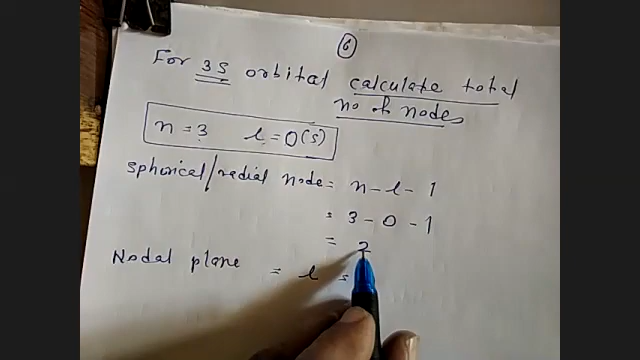 6
For 3s orbital calculate total
no of nodes
n = 3 l = 0 (s)
spherical/radial node = n - l - 1
= 3 - 0 - 1
= 2
Nodal plane = l =